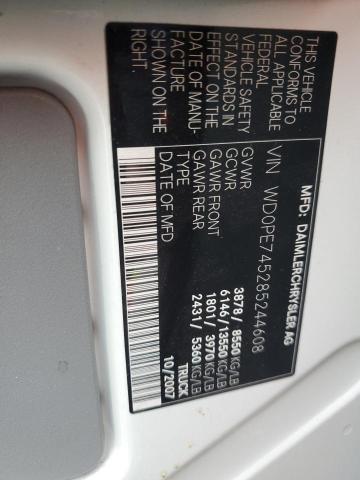 MFD: DAIMLERCHRYSLER AG
VIN WD0PE745285244608
GVWR 3878 / 8550 KG/LB
GCWR 6146 / 13550 KG/LB
GAWR FRONT 1801 / 3970 KG/LB
GAWR REAR 2431 / 5360 KG/LB
TRUCK
DATE OF MFD 10/2007
THIS VEHICLE
CONFORMS TO
ALL APPLICABLE
FEDERAL
VEHICLE SAFETY
STANDARDS IN
EFFECT ON THE
DATE OF MANU-
FACTURE
SHOWN ON THE
RIGHT.